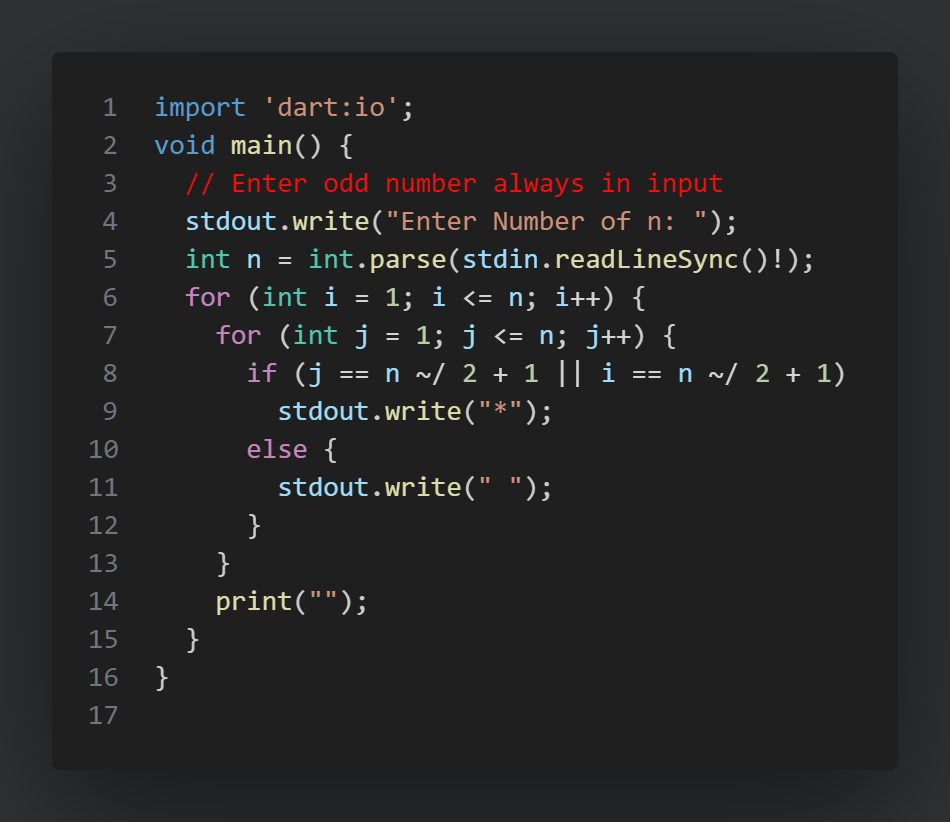 1 import 'dart:io';
2 void main() {
3   // Enter odd number always in input
4   stdout.write("Enter Number of n: ");
5   int n = int.parse(stdin.readLineSync()!);
6   for (int i = 1; i <= n; i++) {
7     for (int j = 1; j <= n; j++) {
8       if (j == n ~/ 2 + 1 || i == n ~/ 2 + 1)
9         stdout.write("*");
10       else {
11         stdout.write(" ");
12       }
13     }
14     print("");
15   }
16 }
17